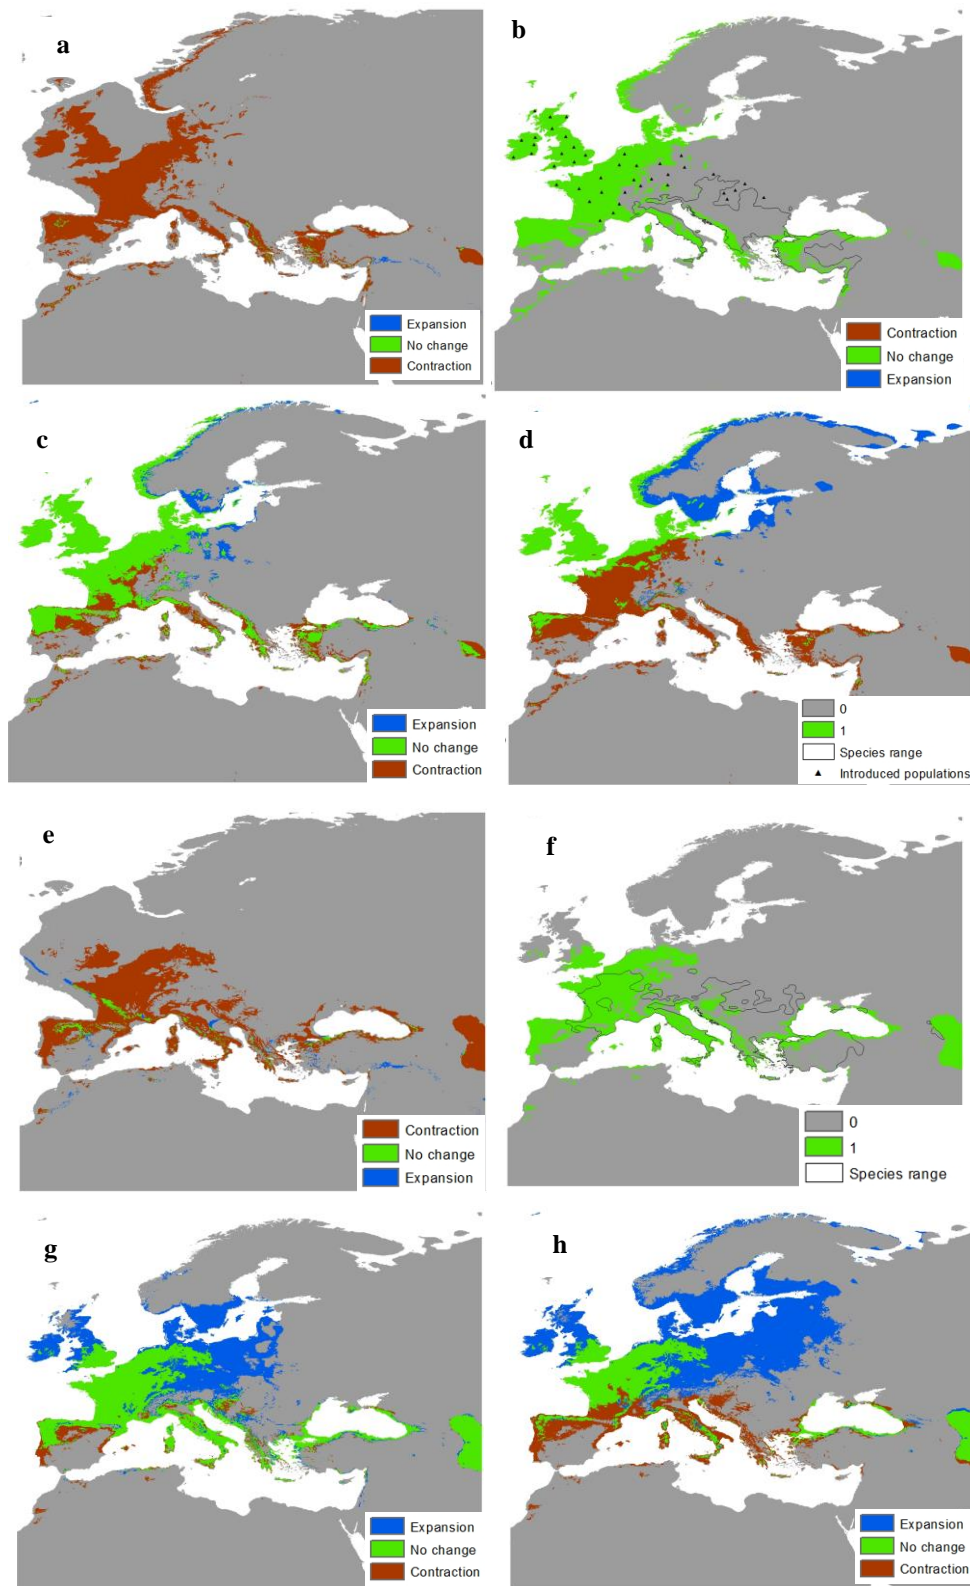 a
Expansion
No change
Contraction
b
Contraction
No change
Expansion
c
Expansion
No change
Contraction
d
0
1
Species range
Introduced populations
e
Contraction
No change
Expansion
f
0
1
Species range
g
Expansion
No change
Contraction
h
Expansion
No change
Contraction